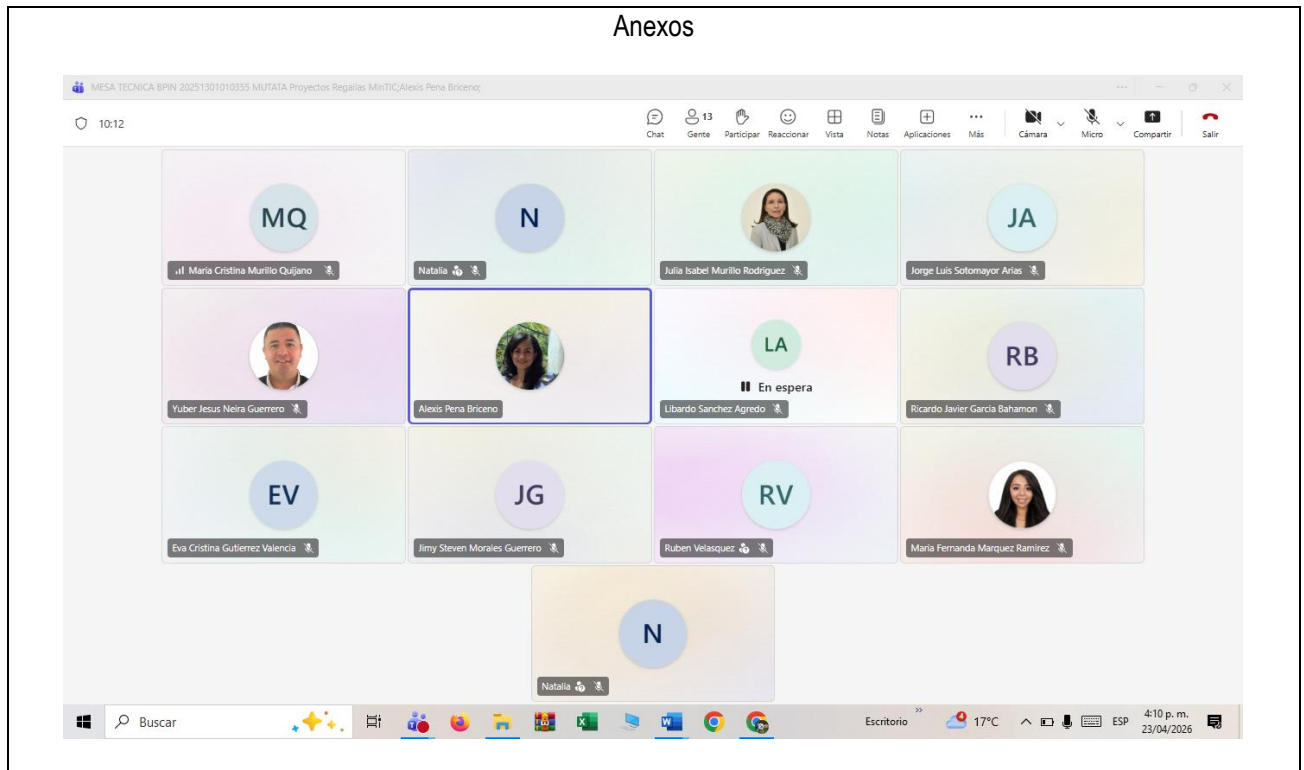 Anexos
MESA TECNICA BPIN 20251301010355 MUTATA Proyectos Regalias MinTIC;Alexis Pena Briceno;
10:12
13
Chat Gente Participar Reaccionar Vista Notas Aplicaciones Más Cámara Micro Compartir Salir
MQ
Maria Cristina Murillo Quijano
N
Natalia
Julia Isabel Murillo Rodriguez
JA
Jorge Luis Sotomayor Arias
Yuber Jesus Neira Guerrero
Alexis Pena Briceno
LA
En espera
Libardo Sanchez Agredo
RB
Ricardo Javier Garcia Bahamon
EV
Eva Cristina Gutierrez Valencia
JG
Jimy Steven Morales Guerrero
RV
Ruben Velasquez
Maria Fernanda Marquez Ramirez
N
Natalia
Buscar
Escritorio
17°C
ESP
4:10 p. m.
23/04/2026